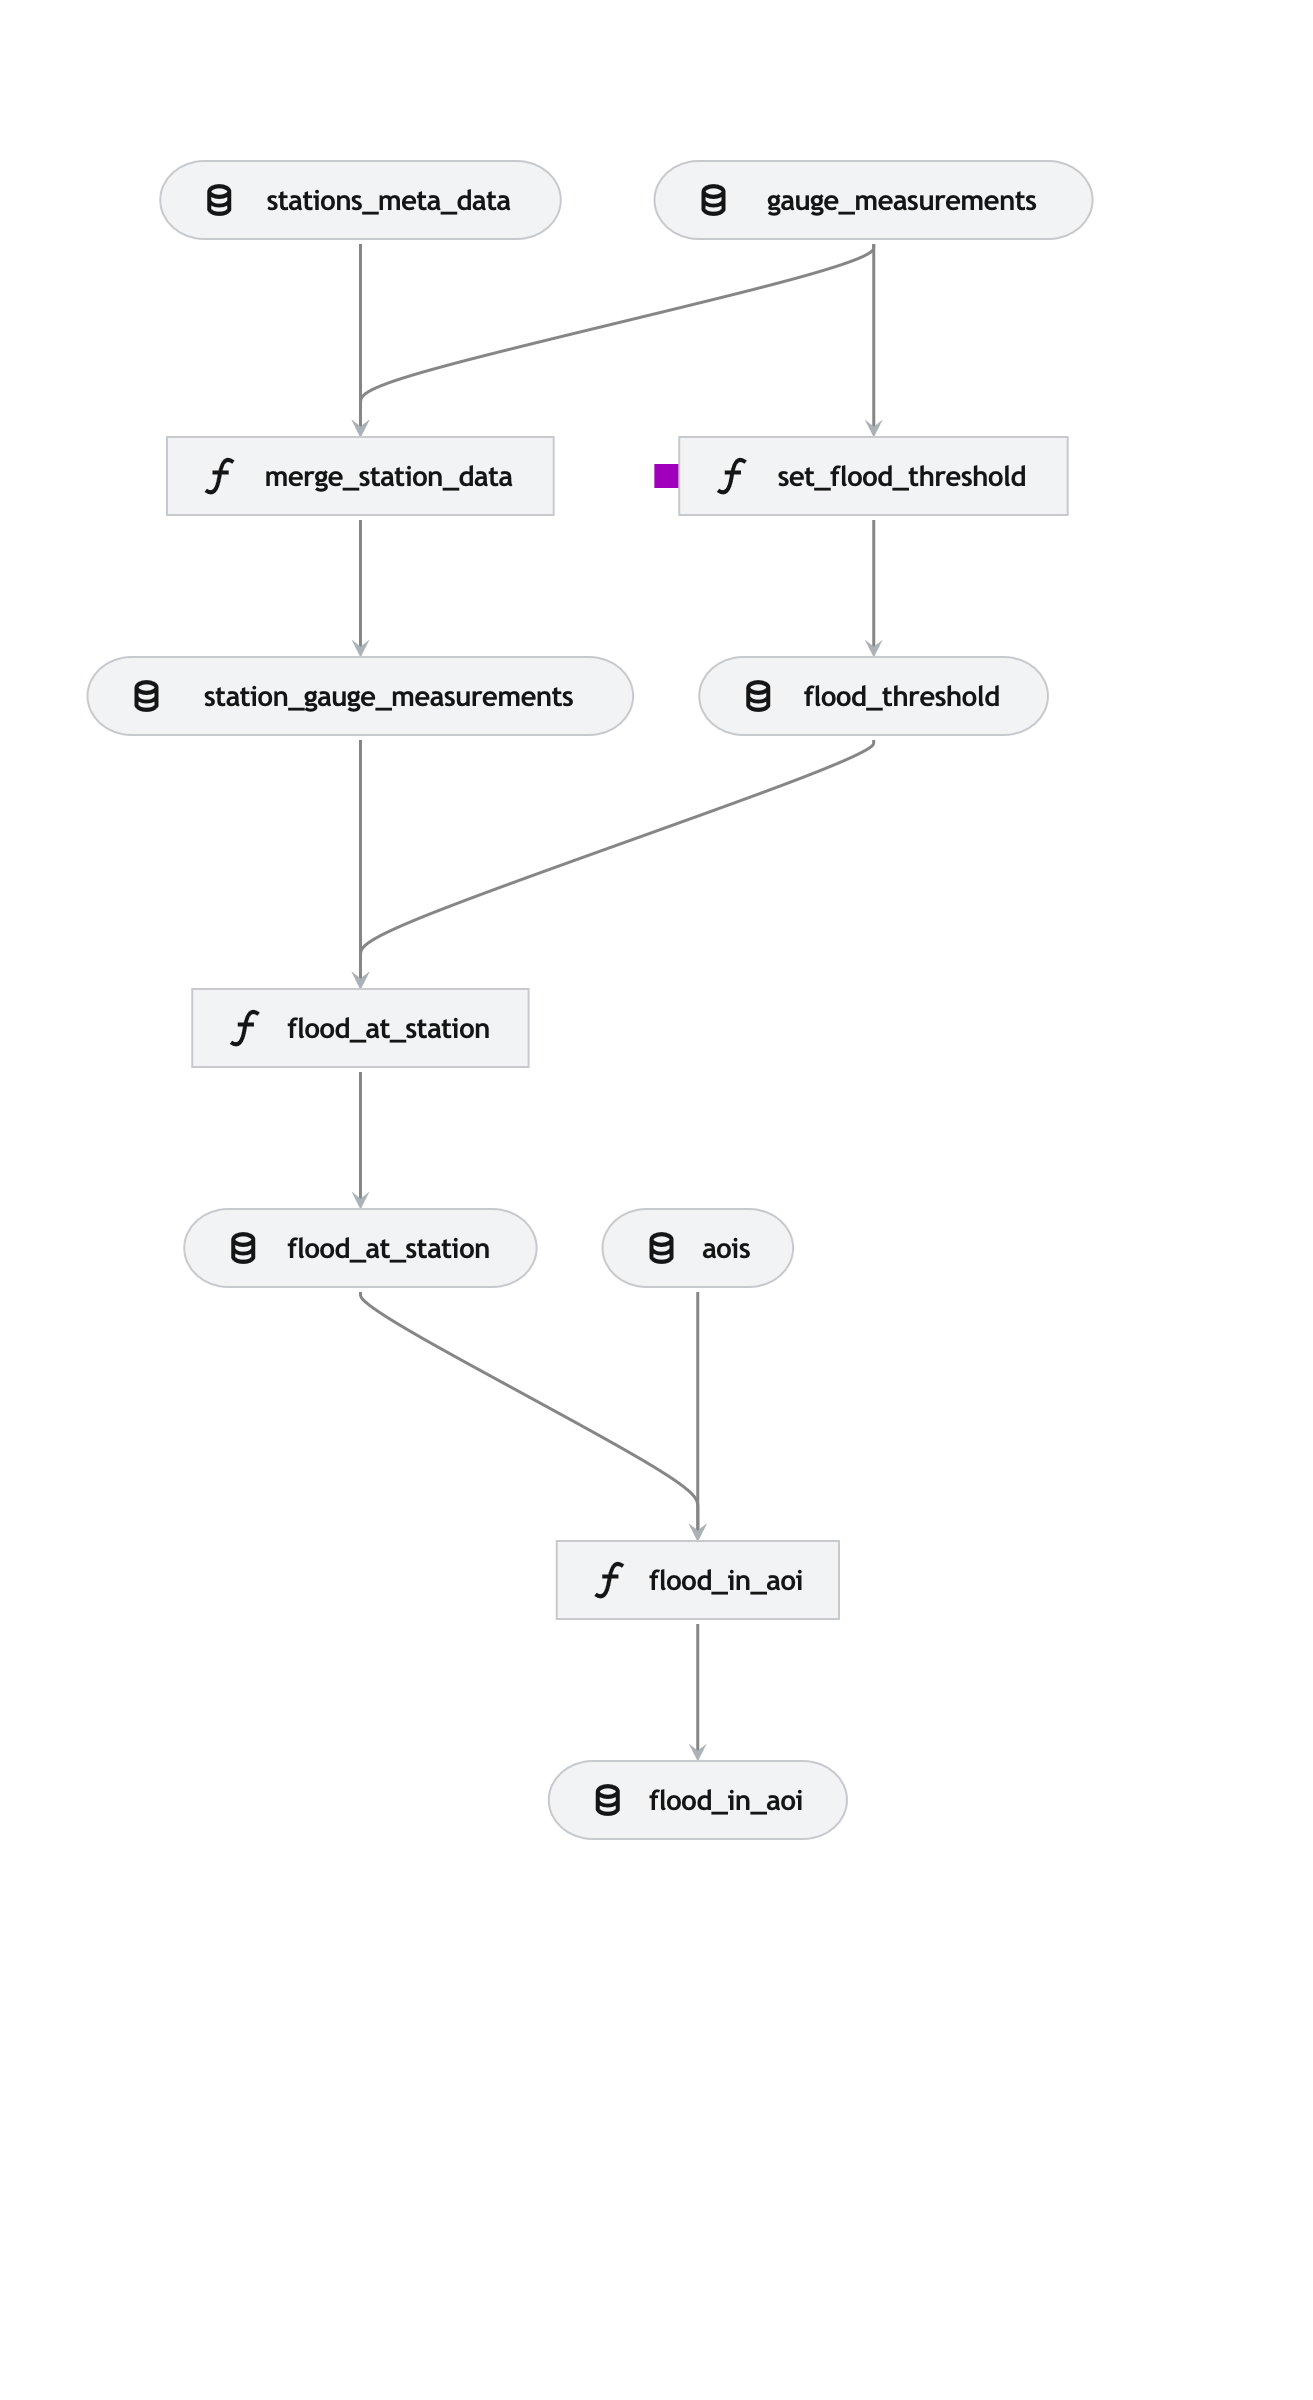 stations_meta_data
gauge_measurements
merge_station_data
set_flood_threshold
station_gauge_measurements
flood_threshold
flood_at_station
flood_at_station
aois
flood_in_aoi
flood_in_aoi